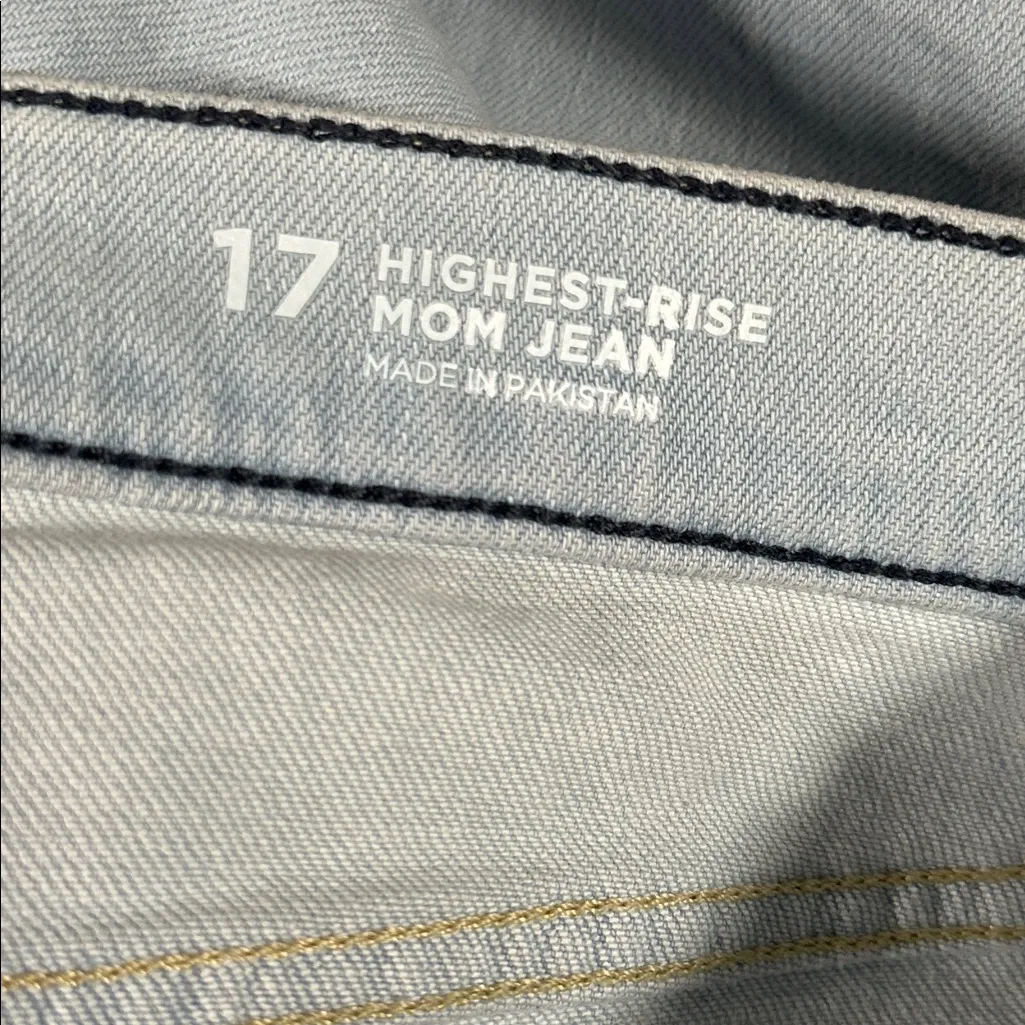 17 HIGHEST-RISE
MOM JEAN
MADE IN PAKISTAN